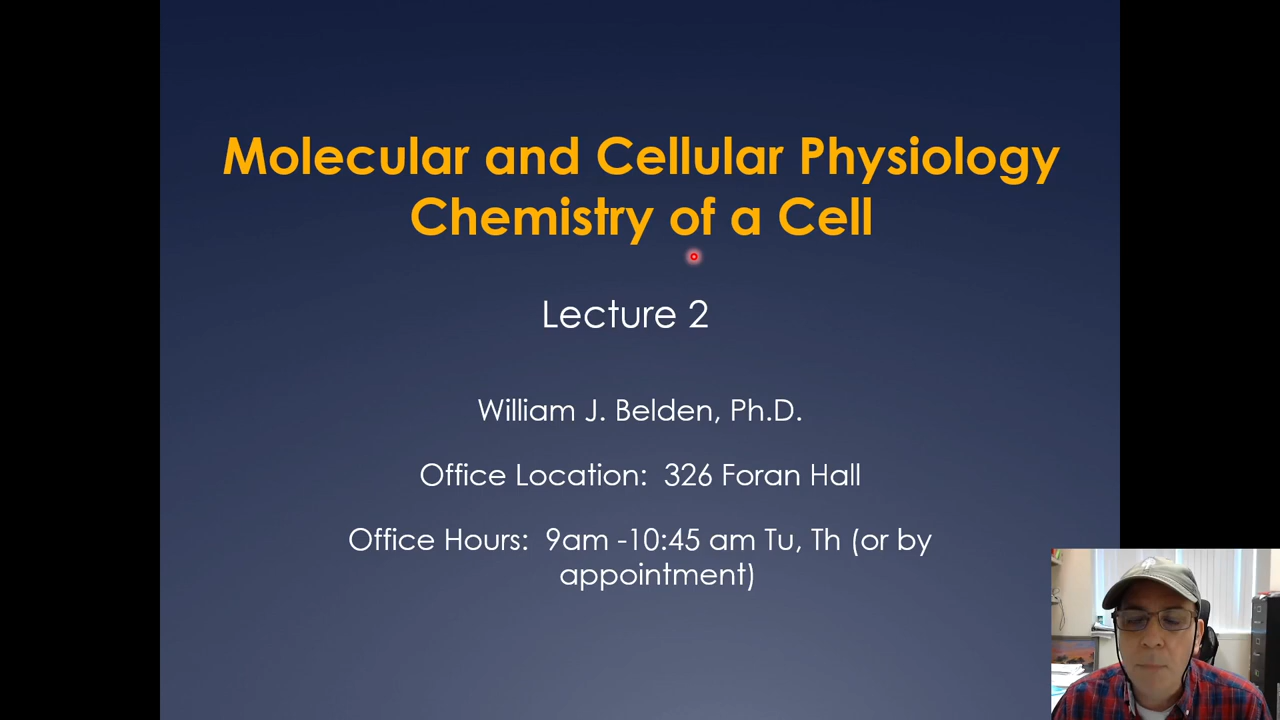 Molecular and Cellular Physiology
Chemistry of a Cell
Lecture 2
William J. Belden, Ph.D.
Office Location:  326 Foran Hall
Office Hours:  9am -10:45 am Tu, Th (or by
appointment)